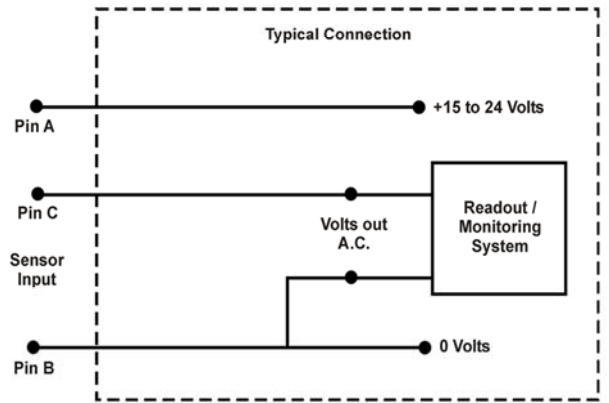 Typical Connection
Pin A
+15 to 24 Volts
Pin C
Volts out
A.C.
Readout /
Monitoring
System
Sensor
Input
Pin B
0 Volts